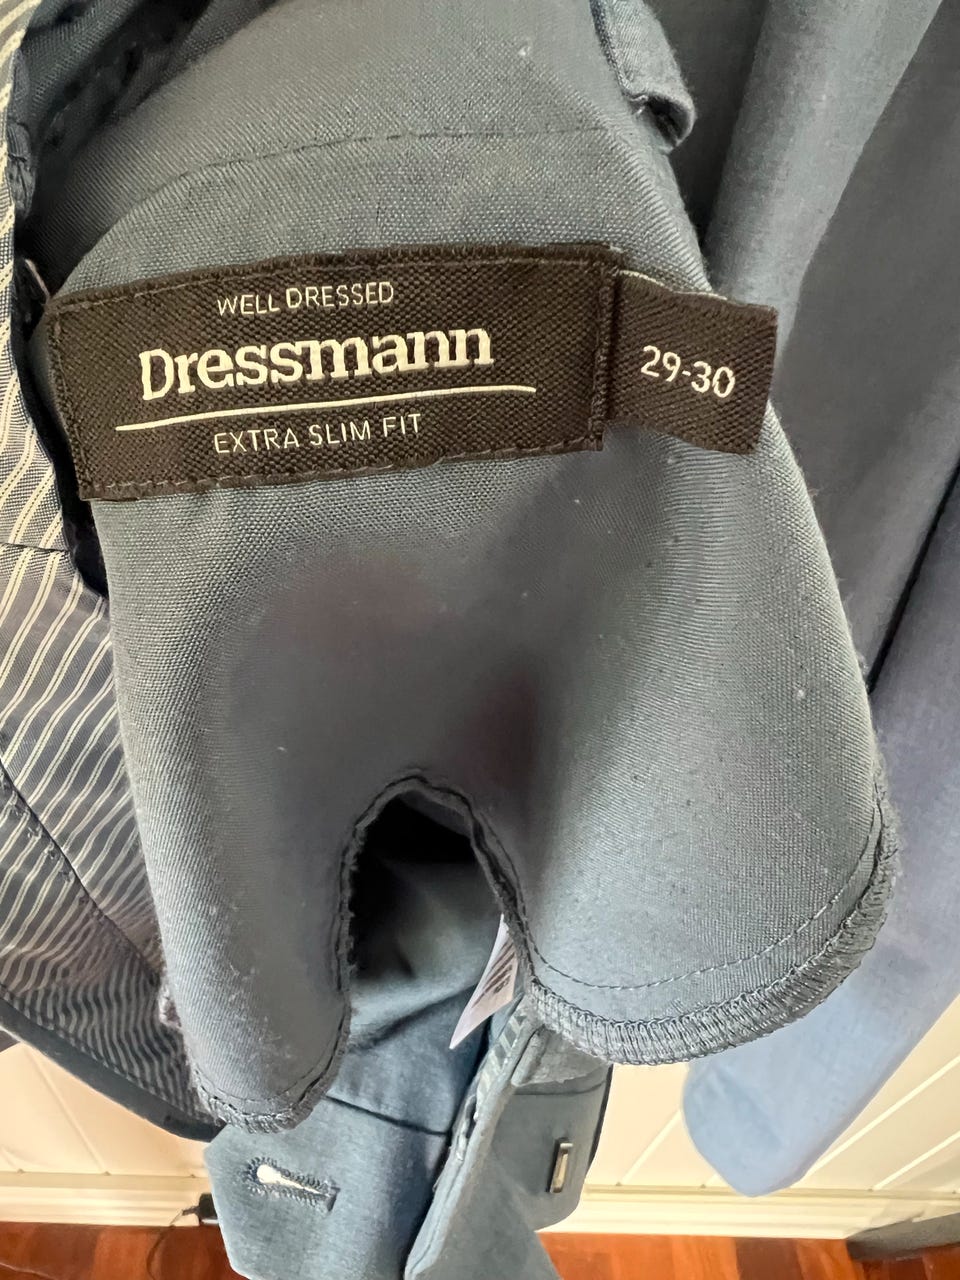 WELL DRESSED
Dressmann
EXTRA SLIM FIT
29-30